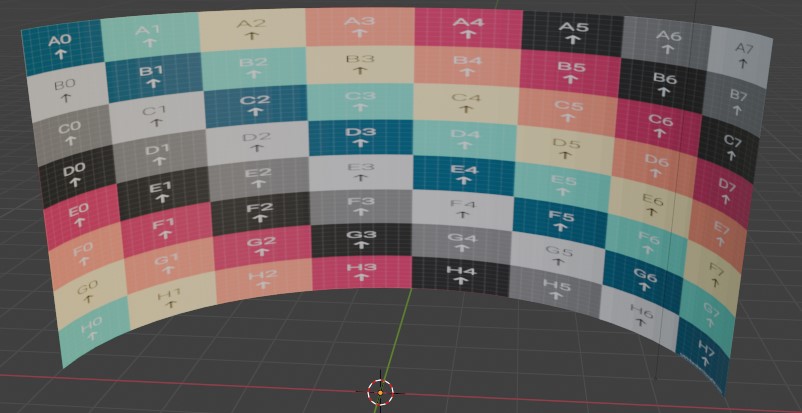 A0 A1 A2 A3 A4 A5 A6 A7
B0 B1 B2 B3 B4 B5 B6 B7
C0 C1 C2 C3 C4 C5 C6 C7
D0 D1 D2 D3 D4 D5 D6 D7
E0 E1 E2 E3 E4 E5 E6 E7
F0 F1 F2 F3 F4 F5 F6 F7
G0 G1 G2 G3 G4 G5 G6 G7
H0 H1 H2 H3 H4 H5 H6 H7